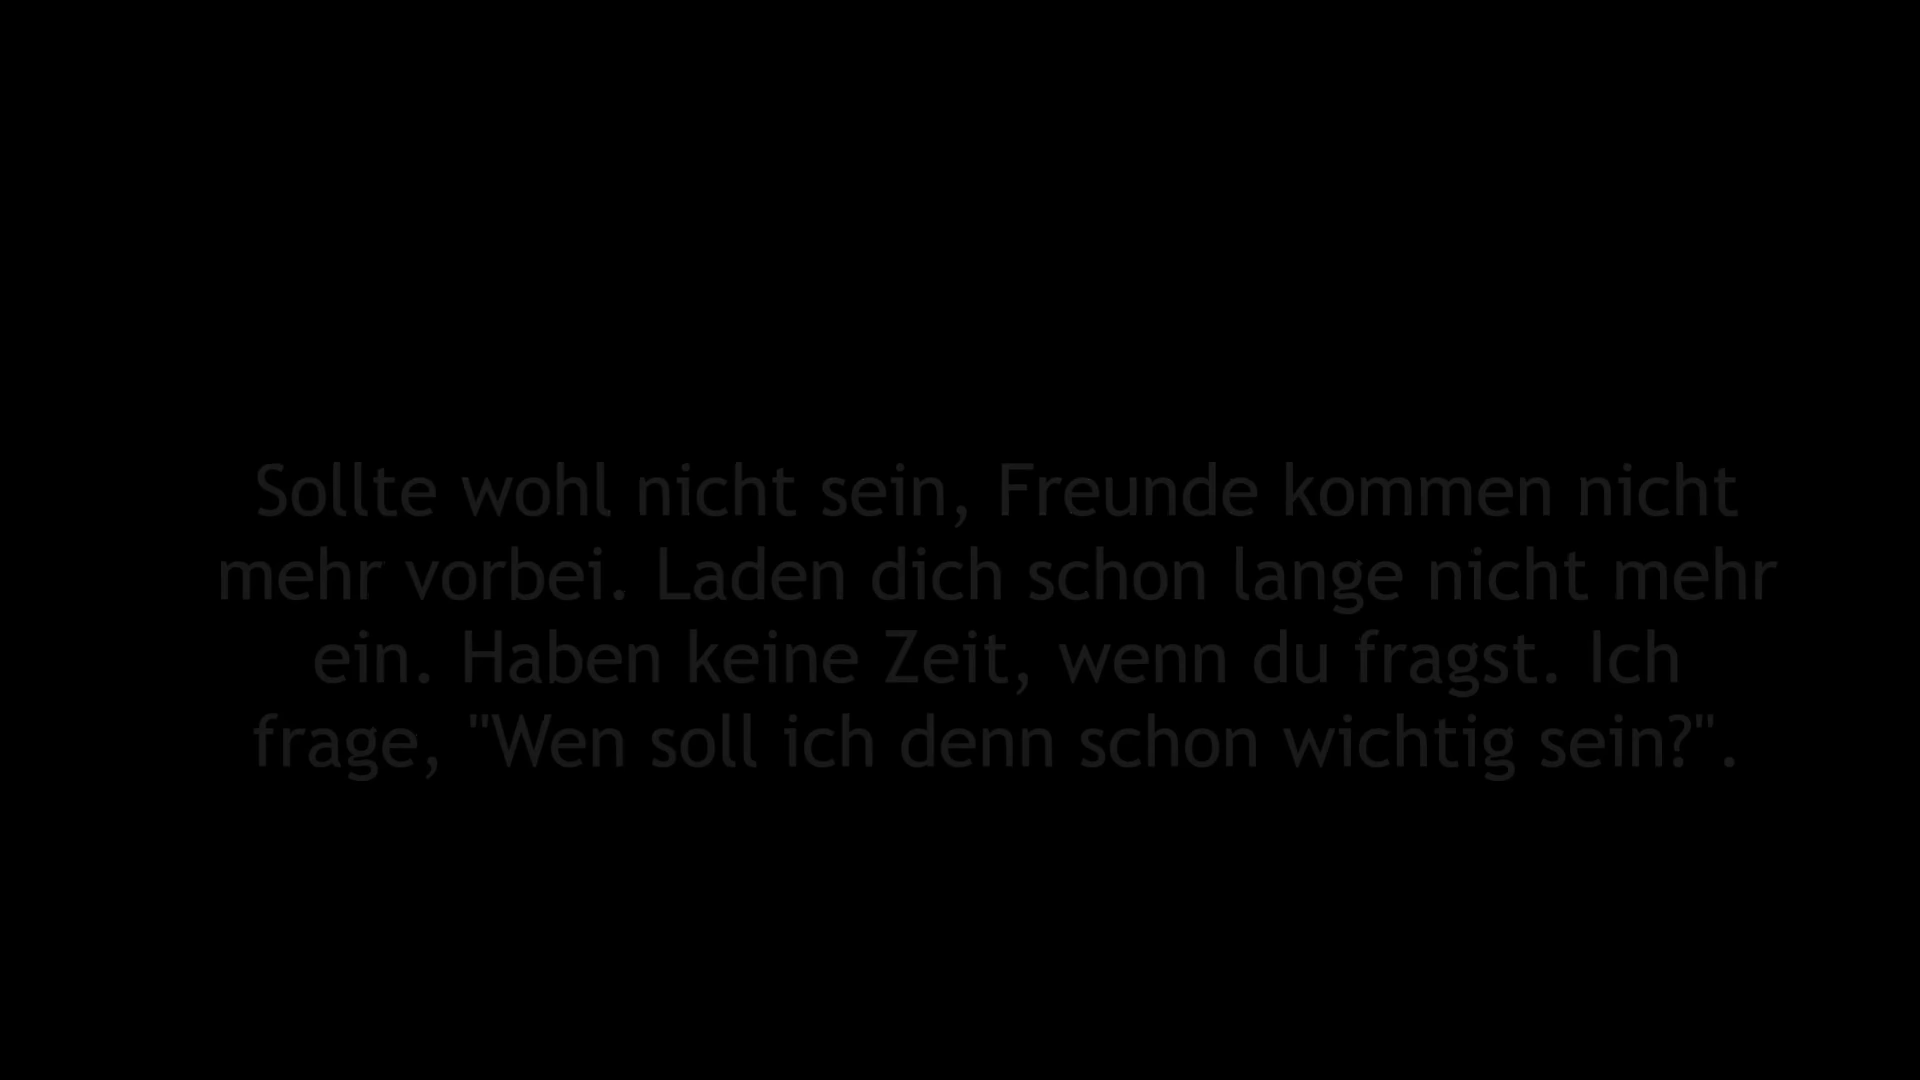 Sollte wohl nicht sein, Freunde kommen nicht
mehr vorbei. Laden dich schon lange nicht mehr
ein. Haben keine Zeit, wenn du fragst. Ich
frage, "Wen soll ich denn schon wichtig sein?".